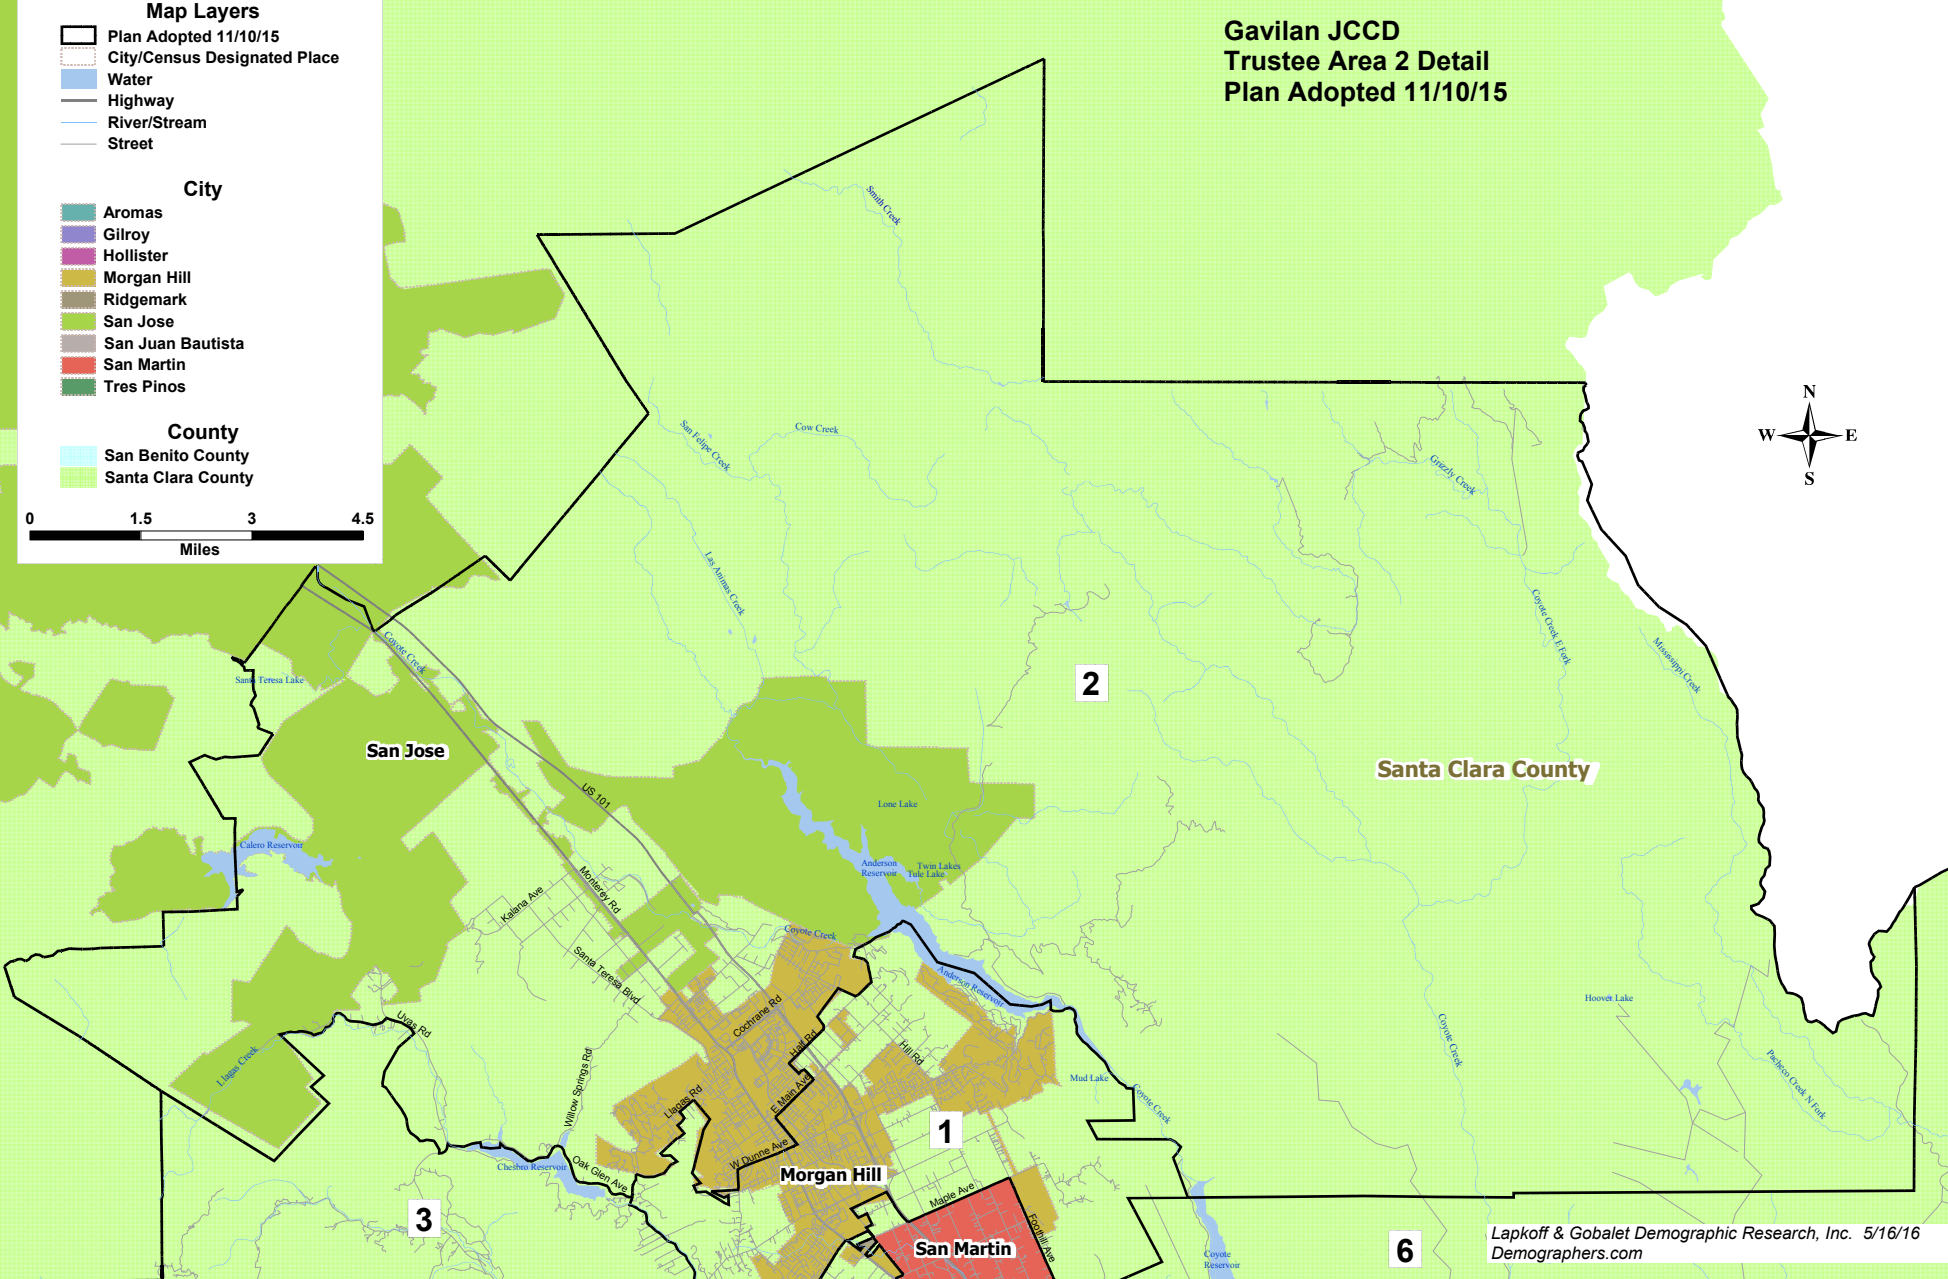 Map Layers
Plan Adopted 11/10/15
City/Census Designated Place
Water
Highway
River/Stream
Street
City
Aromas
Gilroy
Hollister
Morgan Hill
Ridgemark
San Jose
San Juan Bautista
San Martin
Tres Pinos
County
San Benito County
Santa Clara County
0 1.5 3 4.5
Miles
Gavilan JCCD
Trustee Area 2 Detail
Plan Adopted 11/10/15
N
W E
S
Smith Creek
San Felipe Creek
Cow Creek
Grizzly Creek
Las Animas Creek
Coyote Creek E Fork
Mississippi Creek
Coyote Creek
Santa Teresa Lake
2
San Jose
Santa Clara County
US 101
Lone Lake
Calero Reservoir
Anderson
Reservoir
Twin Lakes
Tule Lake
Monterey Rd
Kalana Ave
Coyote Creek
Santa Teresa Blvd
Anderson Reservoir
Hoover Lake
Cochrane Rd
Uvas Rd
Half Rd
Hill Rd
Coyote Creek
Llagas Creek
Willow Springs Rd
Mud Lake
Pacheco Creek N Fork
Llagas Rd
E Main Ave
Coyote Creek
1
W Dunne Ave
Chesbro Reservoir
Oak Glen Ave
Morgan Hill
Maple Ave
3
Foothill Ave
San Martin
6
Coyote
Reservoir
Lapkoff & Gobalet Demographic Research, Inc. 5/16/16
Demographers.com